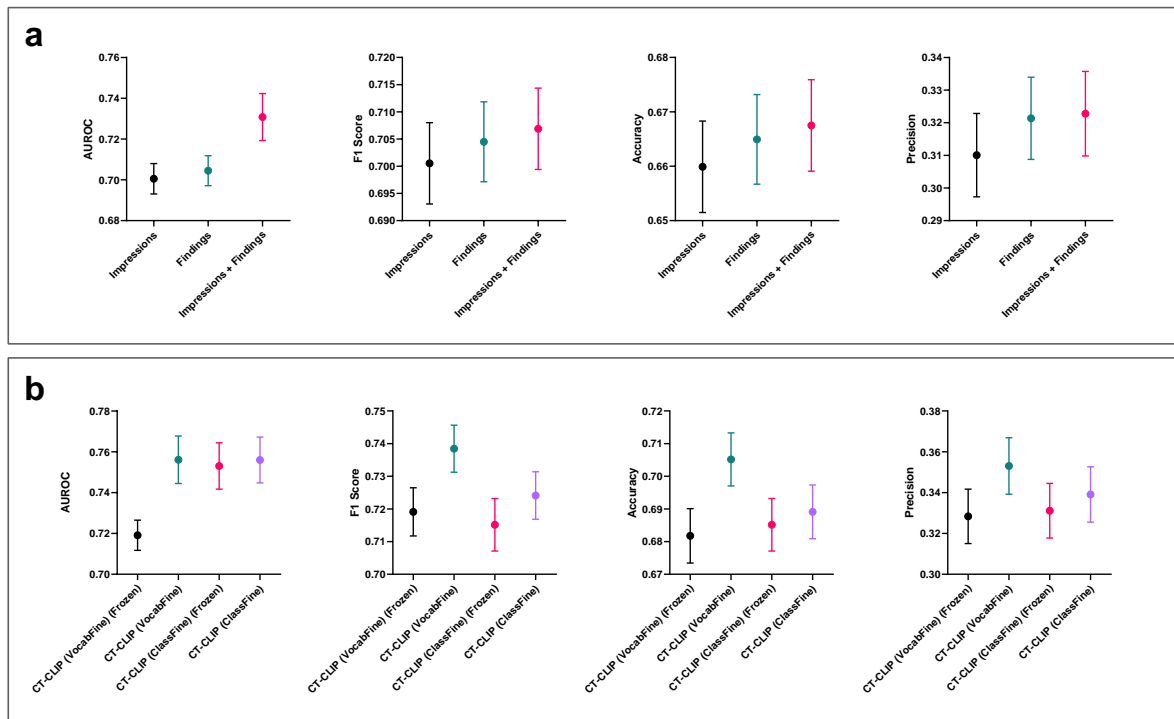 a
AUROC
0.76
0.74
0.72
0.70
0.68
Impressions
Findings
Impressions + Findings
F1 Score
0.720
0.715
0.710
0.705
0.700
0.695
0.690
Impressions
Findings
Impressions + Findings
Accuracy
0.68
0.67
0.66
0.65
Impressions
Findings
Impressions + Findings
Precision
0.34
0.33
0.32
0.31
0.30
0.29
Impressions
Findings
Impressions + Findings
b
AUROC
0.78
0.76
0.74
0.72
0.70
CT-CLIP (VocabFine) (Frozen)
CT-CLIP (VocabFine)
CT-CLIP (ClassFine) (Frozen)
CT-CLIP (ClassFine)
F1 Score
0.75
0.74
0.73
0.72
0.71
0.70
CT-CLIP (VocabFine) (Frozen)
CT-CLIP (VocabFine)
CT-CLIP (ClassFine) (Frozen)
CT-CLIP (ClassFine)
Accuracy
0.72
0.71
0.70
0.69
0.68
0.67
CT-CLIP (VocabFine) (Frozen)
CT-CLIP (VocabFine)
CT-CLIP (ClassFine) (Frozen)
CT-CLIP (ClassFine)
Precision
0.38
0.36
0.34
0.32
0.30
CT-CLIP (VocabFine) (Frozen)
CT-CLIP (VocabFine)
CT-CLIP (ClassFine) (Frozen)
CT-CLIP (ClassFine)